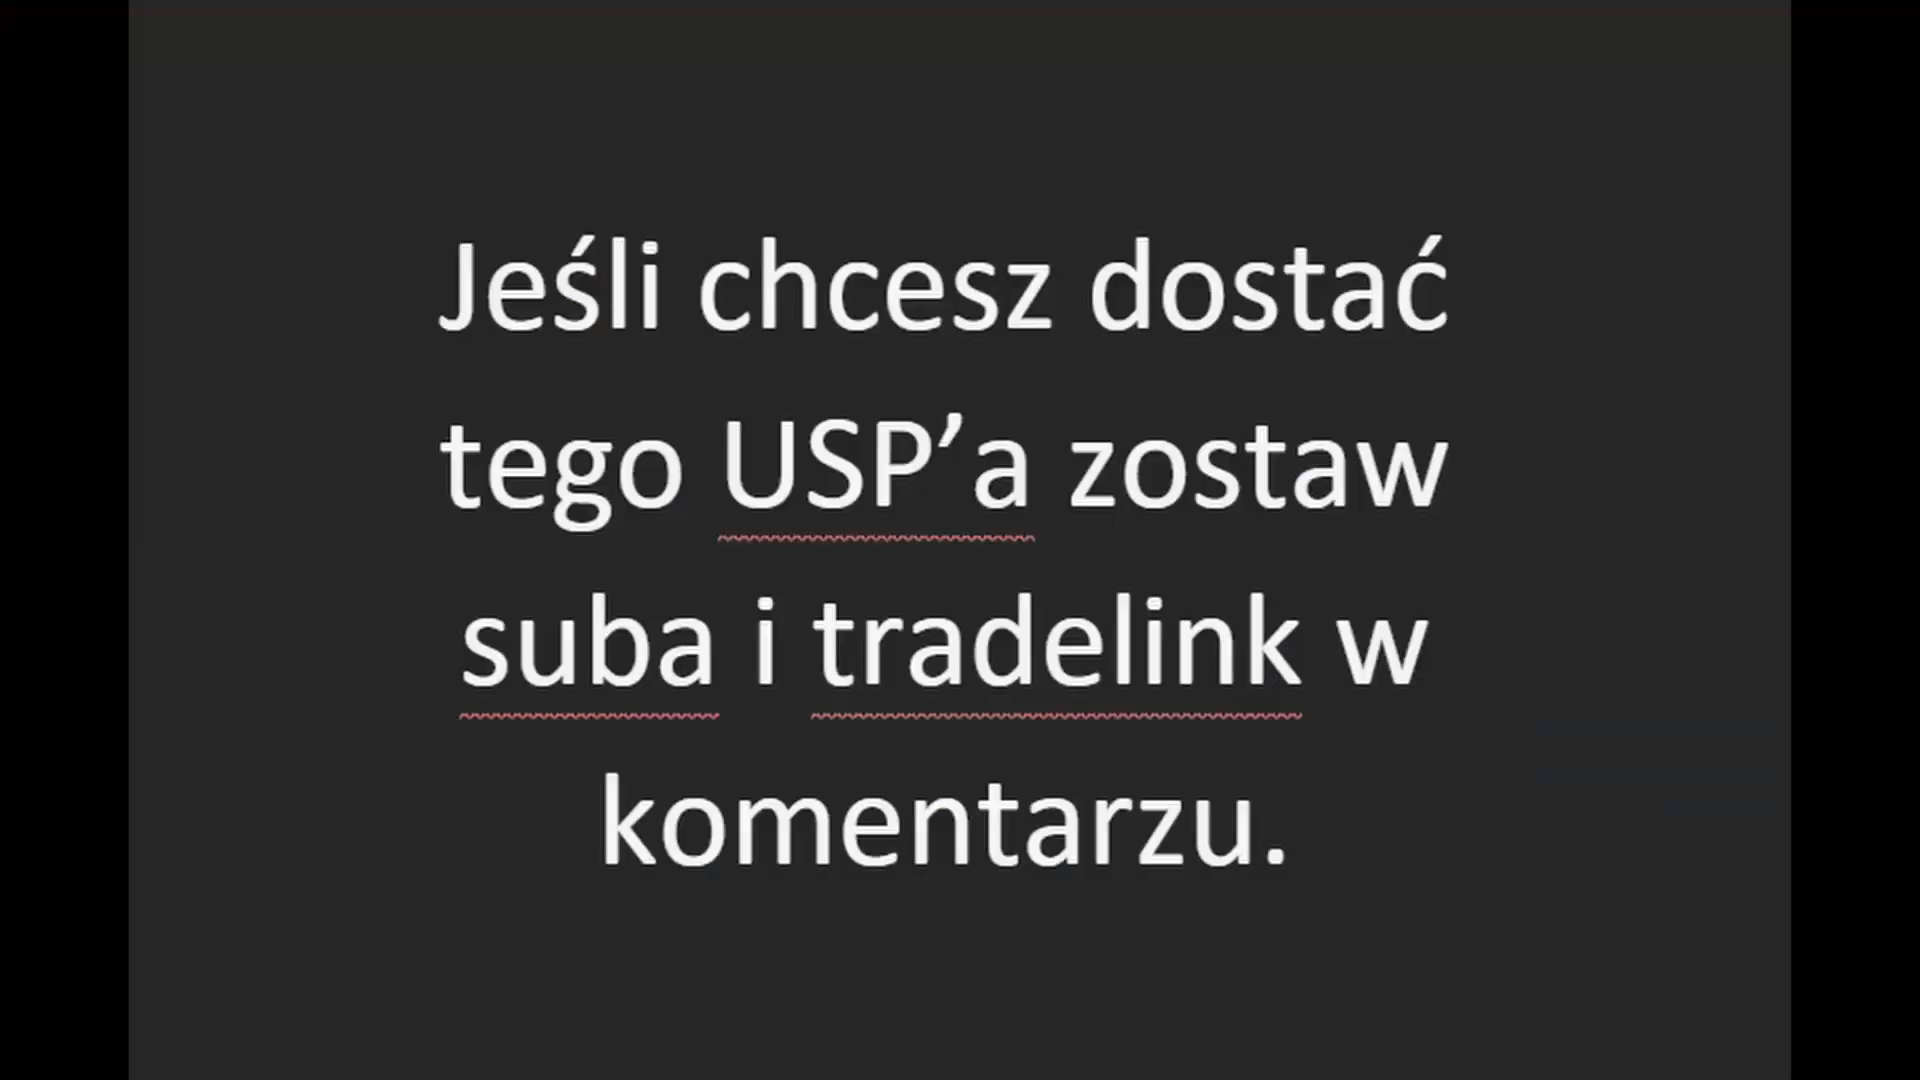 Jeśli chcesz dostać
tego USP’a zostaw
suba i tradelink w
komentarzu.